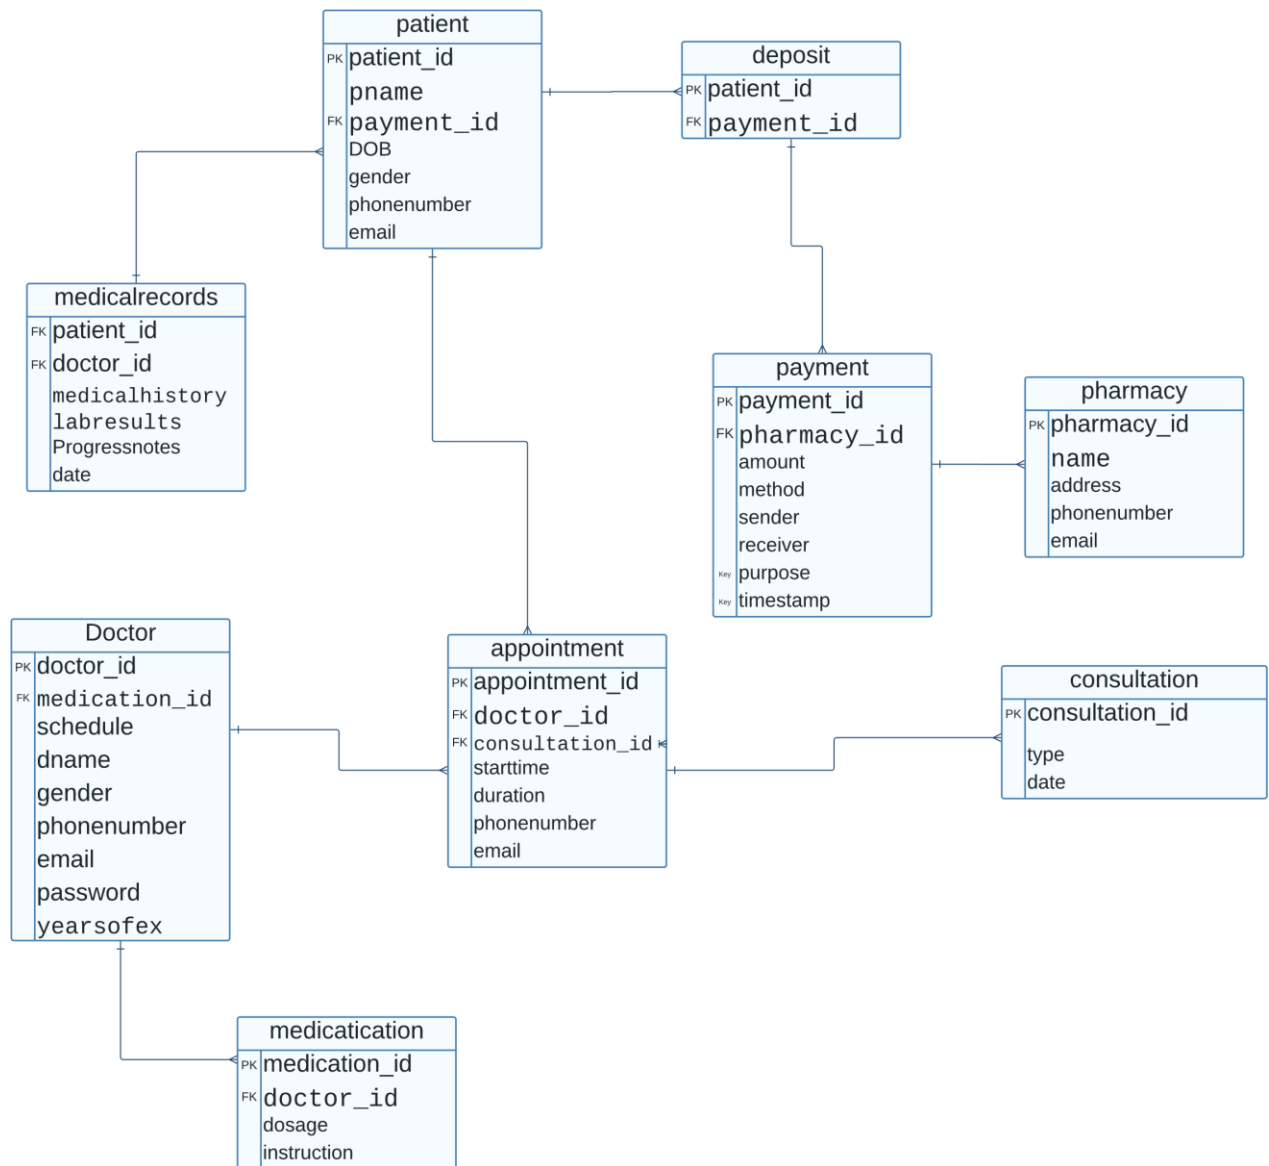 patient
PK patient_id
pname
FK payment_id
DOB
gender
phonenumber
email
deposit
PK patient_id
FK payment_id
medicalrecords
FK patient_id
FK doctor_id
medicalhistory
labresults
Progressnotes
date
payment
PK payment_id
FK pharmacy_id
amount
method
sender
receiver
Key purpose
Key timestamp
pharmacy
PK pharmacy_id
name
address
phonenumber
email
Doctor
PK doctor_id
FK medication_id
schedule
dname
gender
phonenumber
email
password
yearsofex
appointment
PK appointment_id
FK doctor_id
FK consultation_id
starttime
duration
phonenumber
email
consultation
PK consultation_id
type
date
medicatication
PK medication_id
FK doctor_id
dosage
instruction